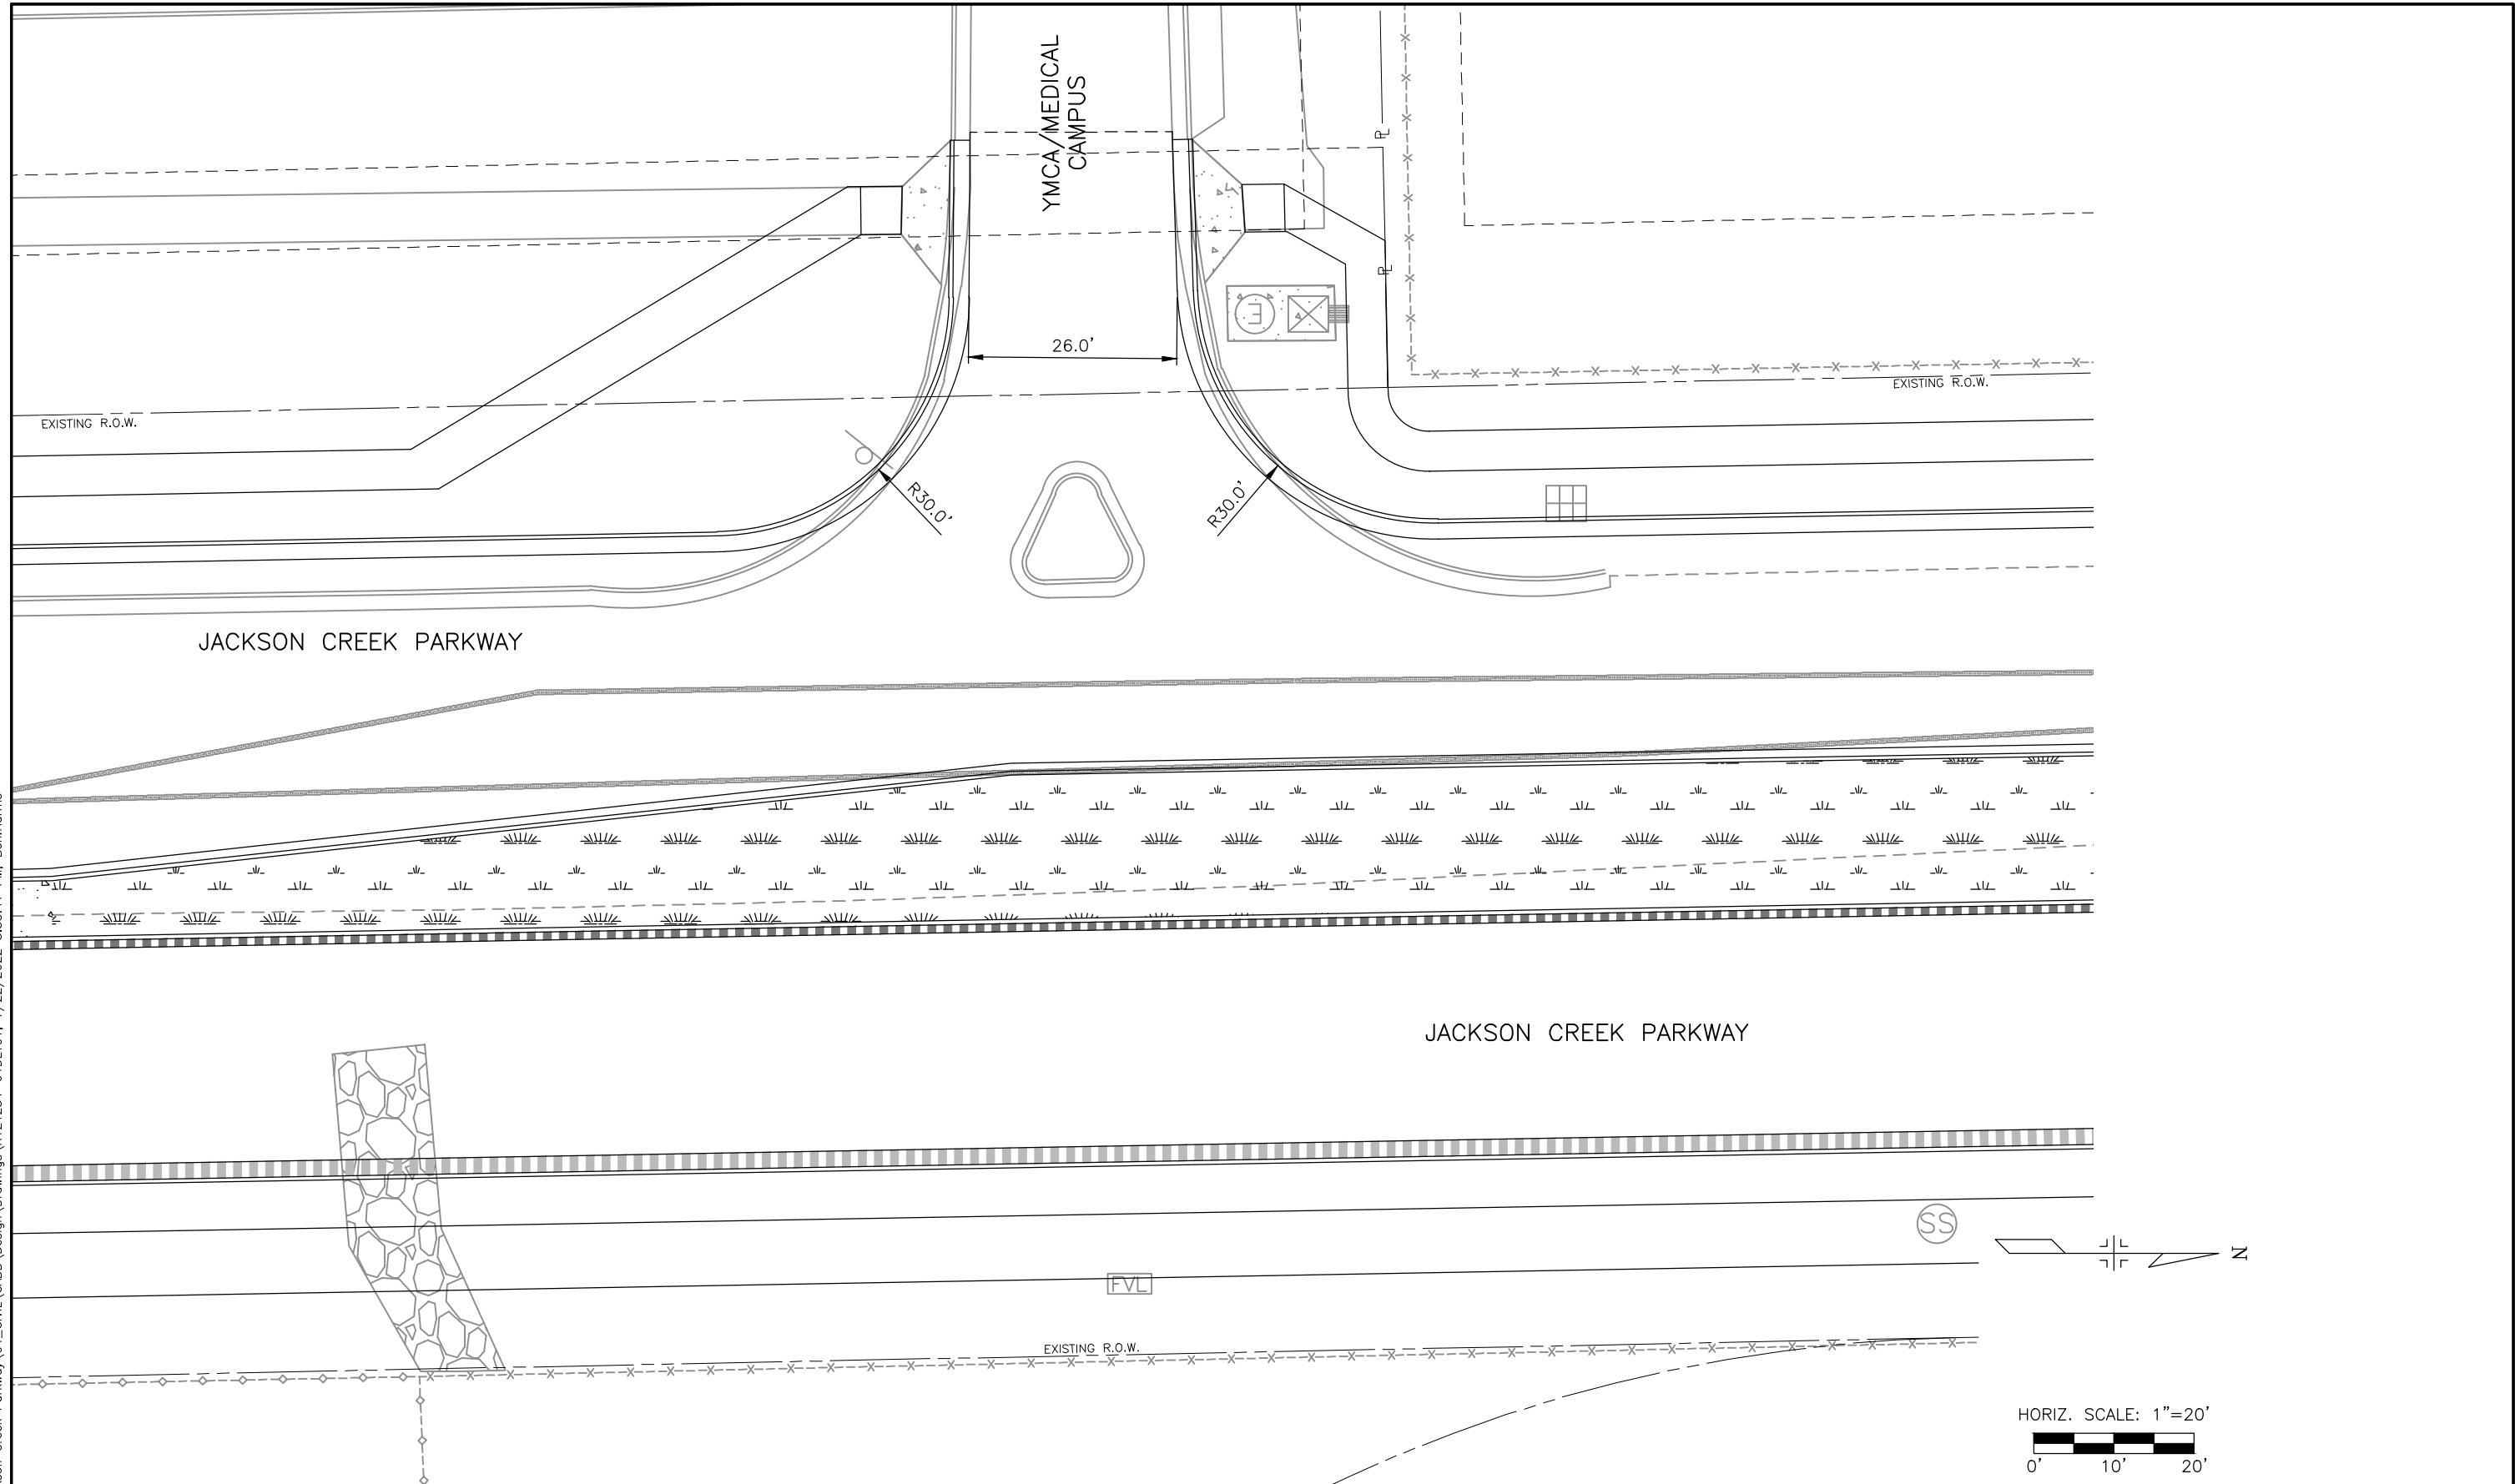 YMCA/MEDICAL
CAMPUS
℄
℄
E
26.0'
EXISTING R.O.W.
EXISTING R.O.W.
R30.0'
R30.0'
JACKSON CREEK PARKWAY
JACKSON CREEK PARKWAY
SS
N
FVL
EXISTING R.O.W.
HORIZ. SCALE: 1"=20'
0' 10' 20'